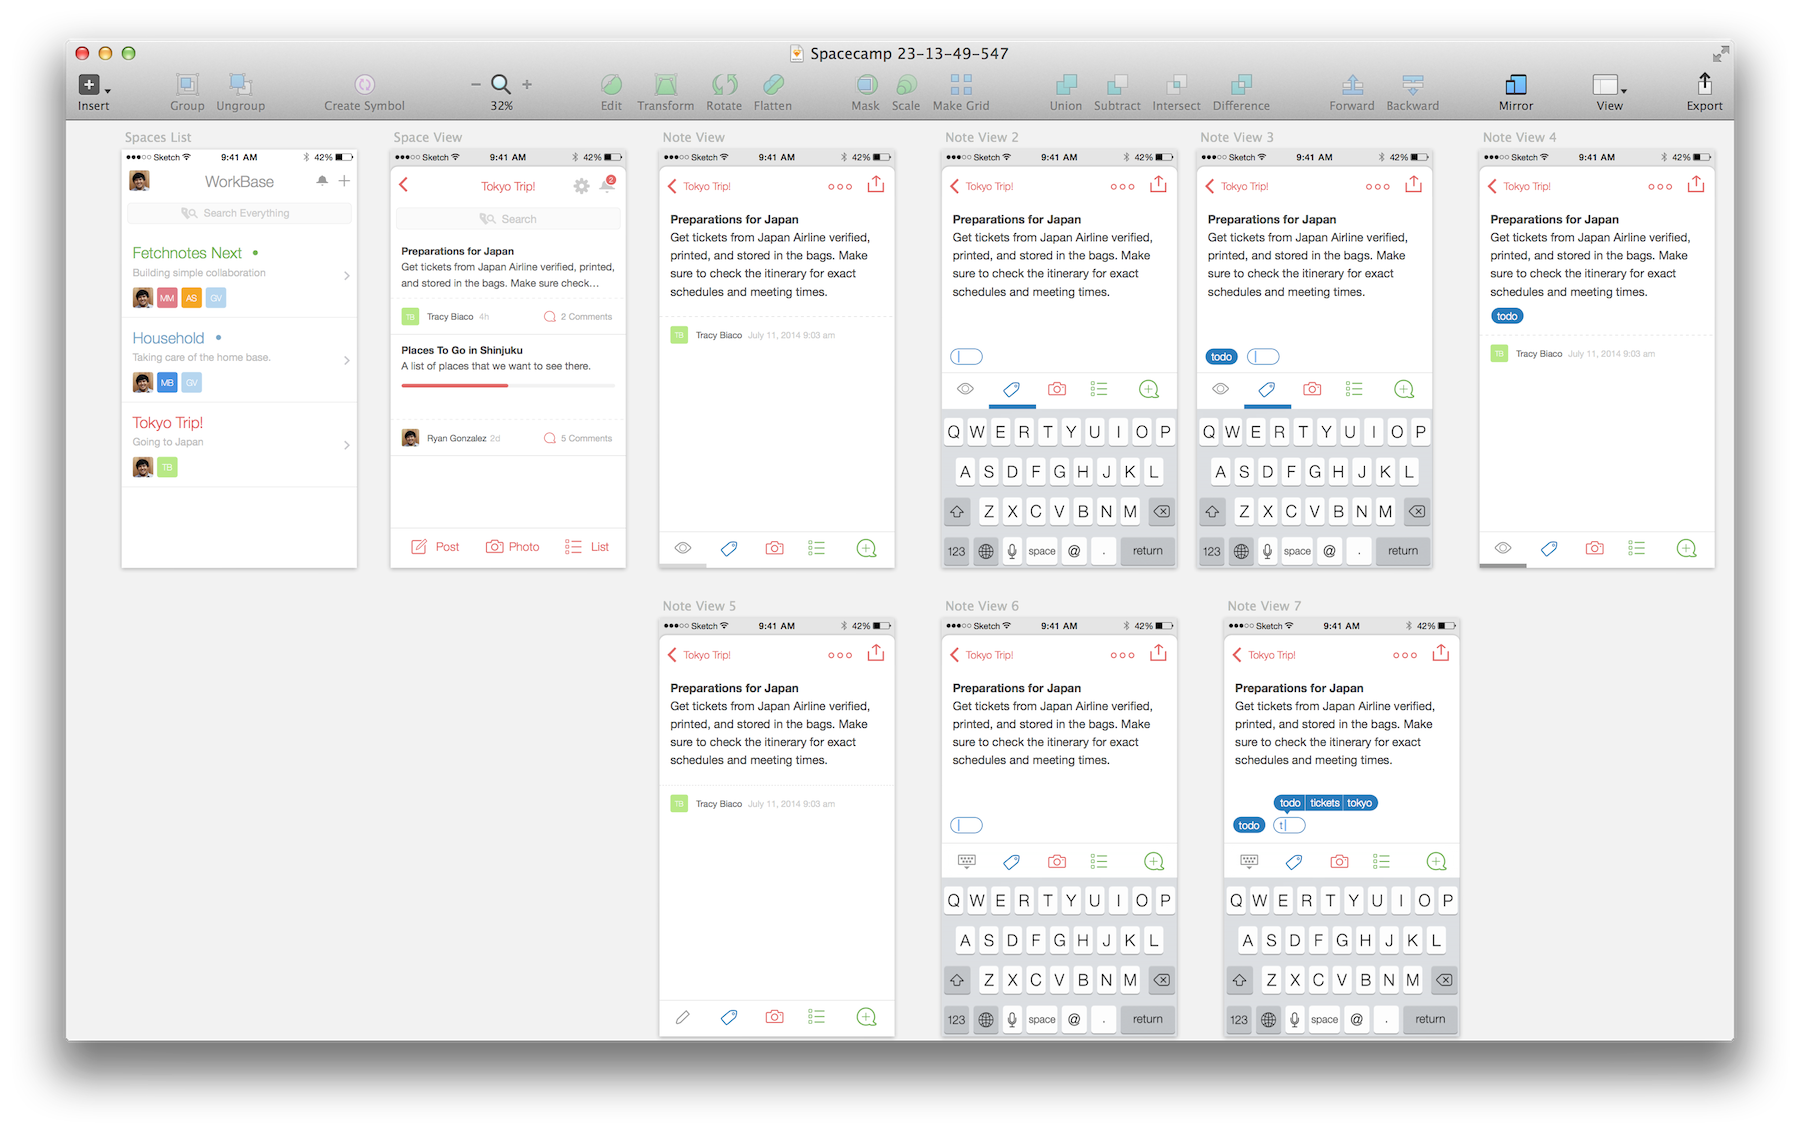 Spacecamp 23-13-49-547
Insert Group Ungroup Create Symbol 32% Edit Transform Rotate Flatten Mask Scale Make Grid Union Subtract Intersect Difference Forward Backward Mirror View Export
Spaces List
Sketch 9:41 AM 42%
WorkBase
Search Everything
Fetchnotes Next
Building simple collaboration
MM AS GV
Household
Taking care of the home base.
MB GV
Tokyo Trip!
Going to Japan
TB
Space View
Sketch 9:41 AM 42%
Tokyo Trip! 2
Search
Preparations for Japan
Get tickets from Japan Airline verified, printed,
and stored in the bags. Make sure check...
TB Tracy Biaco 4h 2 Comments
Places To Go in Shinjuku
A list of places that we want to see there.
Ryan Gonzalez 2d 5 Comments
Post Photo List
Note View
Sketch 9:41 AM 42%
Tokyo Trip!
Preparations for Japan
Get tickets from Japan Airline verified,
printed, and stored in the bags. Make
sure to check the itinerary for exact
schedules and meeting times.
TB Tracy Biaco July 11, 2014 9:03 am
Note View 2
Sketch 9:41 AM 42%
Tokyo Trip!
Preparations for Japan
Get tickets from Japan Airline verified,
printed, and stored in the bags. Make
sure to check the itinerary for exact
schedules and meeting times.
Q W E R T Y U I O P
A S D F G H J K L
Z X C V B N M
123 space @ . return
Note View 3
Sketch 9:41 AM 42%
Tokyo Trip!
Preparations for Japan
Get tickets from Japan Airline verified,
printed, and stored in the bags. Make
sure to check the itinerary for exact
schedules and meeting times.
todo
Q W E R T Y U I O P
A S D F G H J K L
Z X C V B N M
123 space @ . return
Note View 4
Sketch 9:41 AM 42%
Tokyo Trip!
Preparations for Japan
Get tickets from Japan Airline verified,
printed, and stored in the bags. Make
sure to check the itinerary for exact
schedules and meeting times.
todo
TB Tracy Biaco July 11, 2014 9:03 am
Note View 5
Sketch 9:41 AM 42%
Tokyo Trip!
Preparations for Japan
Get tickets from Japan Airline verified,
printed, and stored in the bags. Make
sure to check the itinerary for exact
schedules and meeting times.
TB Tracy Biaco July 11, 2014 9:03 am
Note View 6
Sketch 9:41 AM 42%
Tokyo Trip!
Preparations for Japan
Get tickets from Japan Airline verified,
printed, and stored in the bags. Make
sure to check the itinerary for exact
schedules and meeting times.
Q W E R T Y U I O P
A S D F G H J K L
Z X C V B N M
123 space @ . return
Note View 7
Sketch 9:41 AM 42%
Tokyo Trip!
Preparations for Japan
Get tickets from Japan Airline verified,
printed, and stored in the bags. Make
sure to check the itinerary for exact
schedules and meeting times.
todo tickets tokyo
todo t
Q W E R T Y U I O P
A S D F G H J K L
Z X C V B N M
123 space @ . return